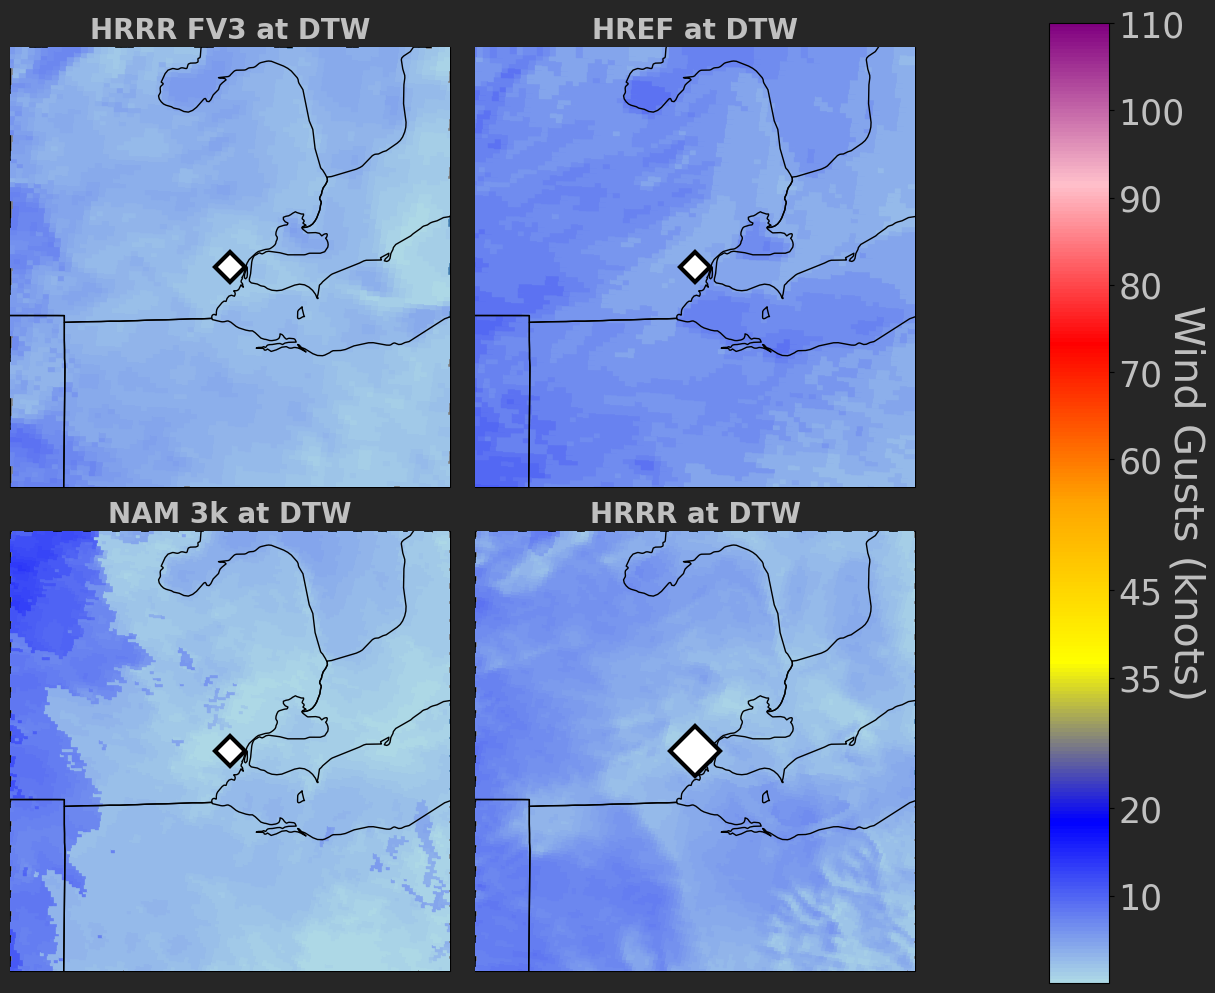 HRRR FV3 at DTW
HREF at DTW
NAM 3k at DTW
HRRR at DTW
110
100
90
80
70
60
45
35
20
10
Wind Gusts (knots)